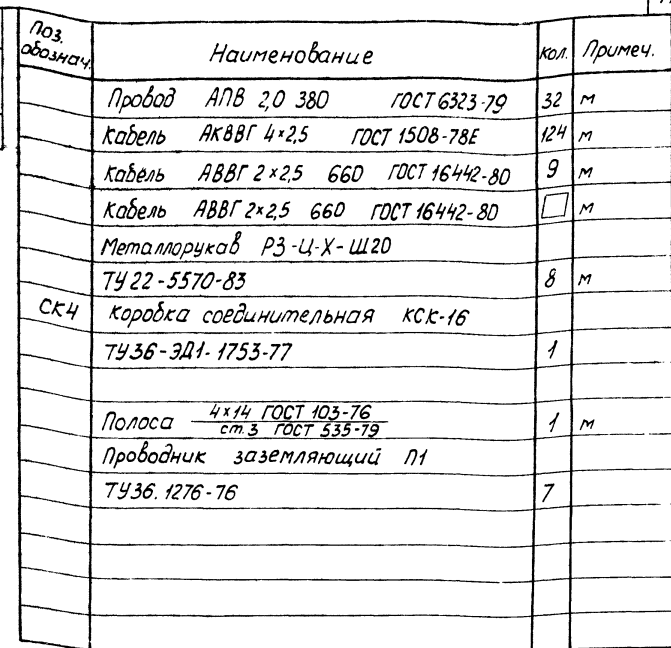 Поз. обознач. Наименование кол. Примеч.
Провод АПВ 2,0 380 ГОСТ 6323-79 32 м
Кабель АКВВГ 4×2,5 ГОСТ 1508-78Е 124 м
Кабель АВВГ 2×2,5 660 ГОСТ 16442-80 9 м
Кабель АВВГ 2×2,5 660 ГОСТ 16442-80 м
Металлорукав РЗ-Ц-Х-Ш20
ТУ 22-5570-83 8 м
СК4 коробка соединительная КСК-16
ТУ36-ЭД1-1753-77 1
Полоса 4×14 ГОСТ 103-76 1 м
ст.3 ГОСТ 535-79
Проводник заземляющий П1
ТУ36.1276-76 7